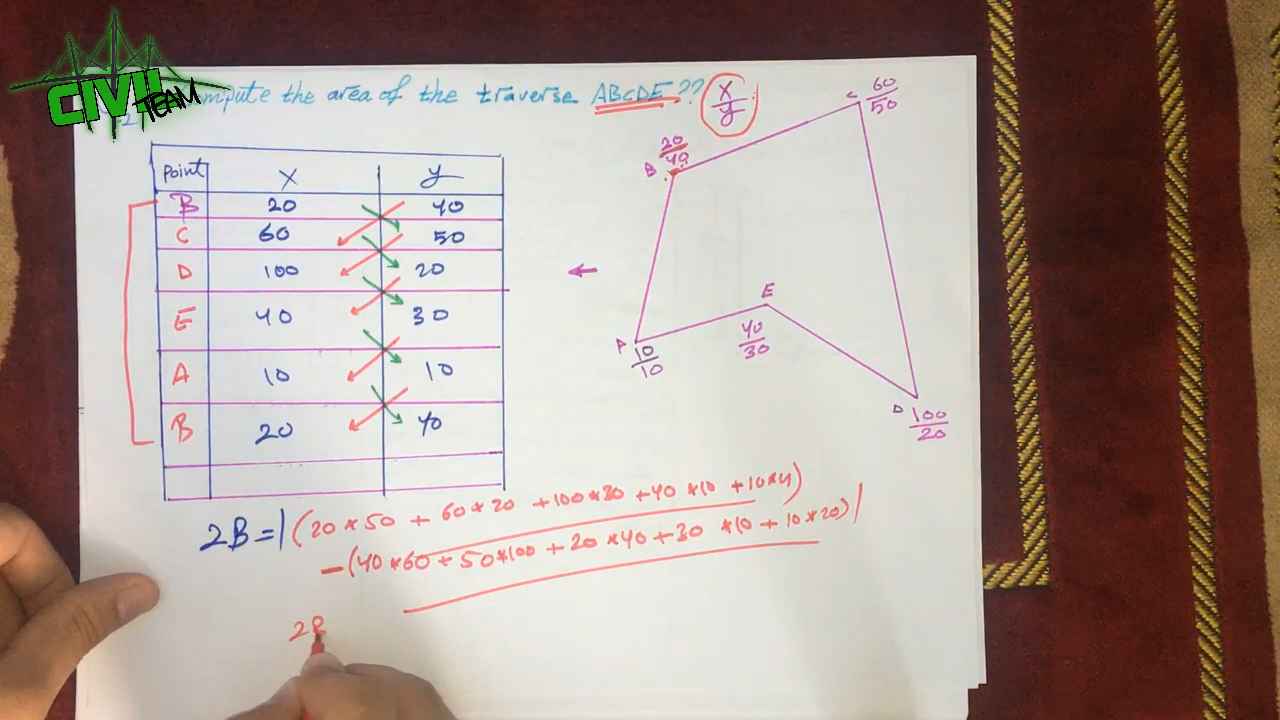 CIVIL TEAM
mpute the area of the traverse ABCDE ?? x/y
2
Point X y
B 20 40
C 60 50
D 100 20
E 40 30
A 10 10
B 20 40
C 60/50
B 20/40
E 40/30
A 10/10
D 100/20
2B = |(20*50 + 60*20 + 100*30 + 40*10 + 10*4)
-(40*60 + 50*100 + 20*40 + 30*10 + 10*20)|
2B